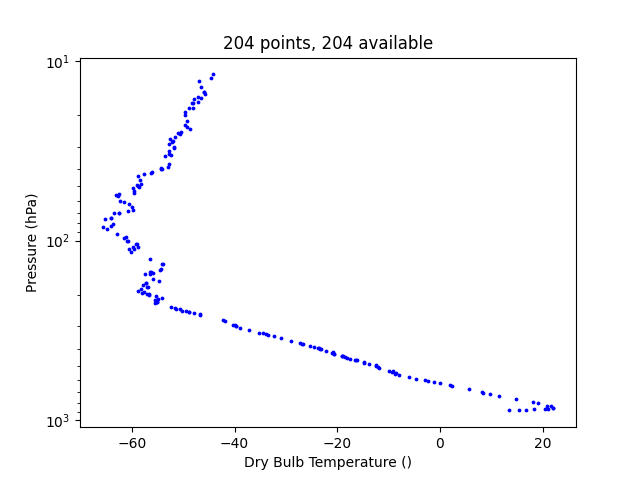 204 points, 204 available
10¹
10²
10³
Pressure (hPa)
−60 −40 −20 0 20
Dry Bulb Temperature ()